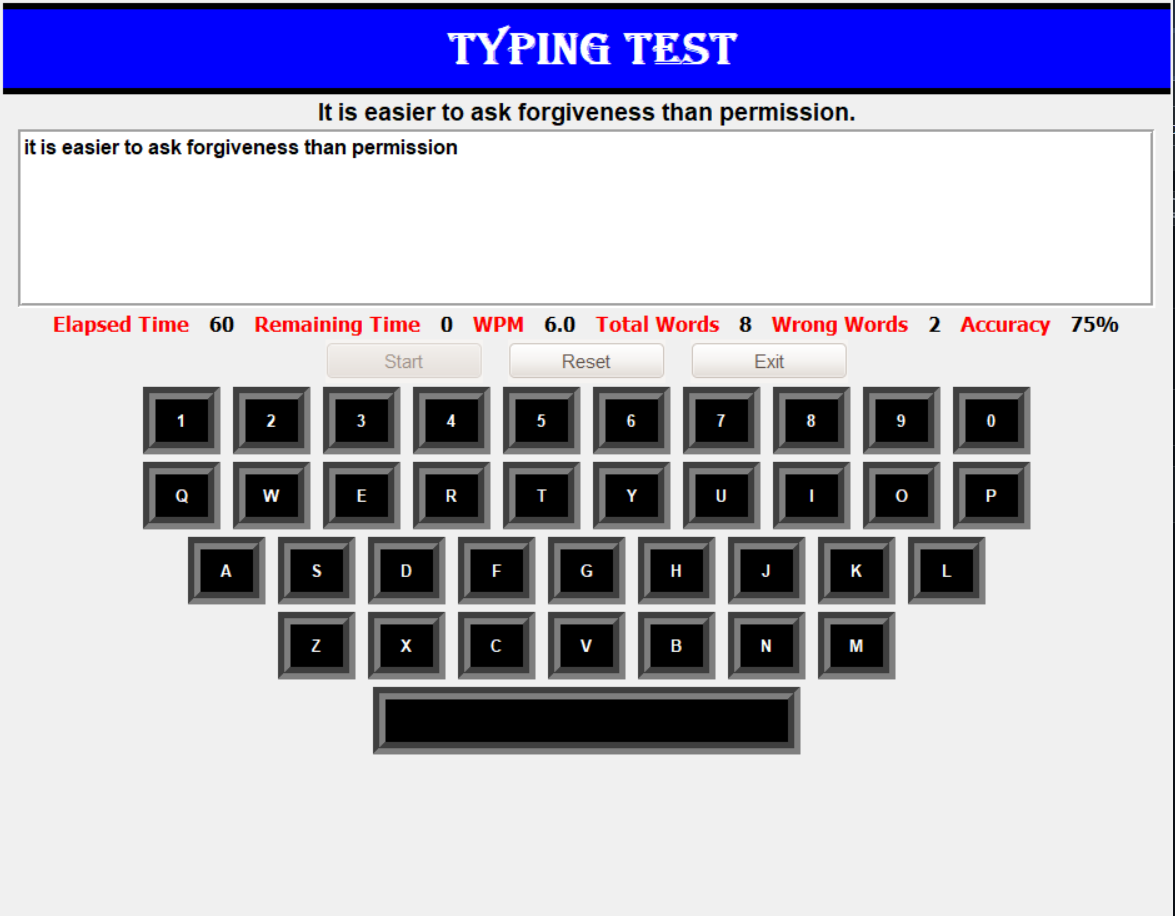 TYPING TEST
It is easier to ask forgiveness than permission.
it is easier to ask forgiveness than permission
Elapsed Time 60 Remaining Time 0 WPM 6.0 Total Words 8 Wrong Words 2 Accuracy 75%
Start Reset Exit
1 2 3 4 5 6 7 8 9 0
Q W E R T Y U I O P
A S D F G H J K L
Z X C V B N M